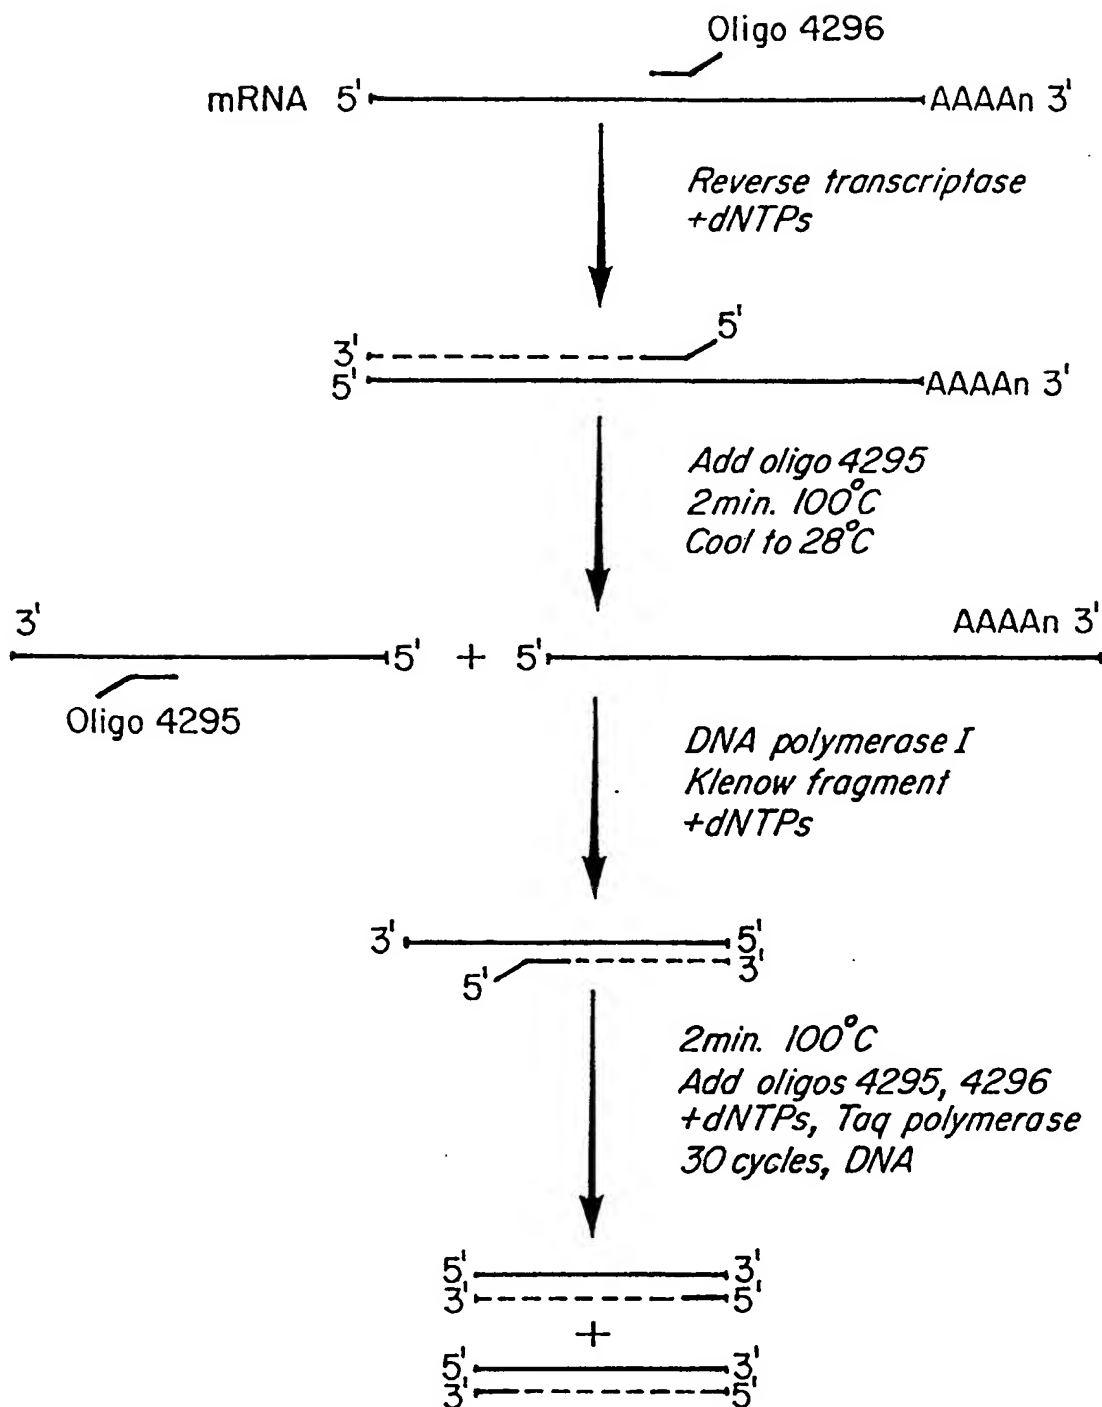 Oligo 4296
mRNA 5' AAAAn 3'
Reverse transcriptase
+dNTPs
5'
3'
5' AAAAn 3'
Add oligo 4295
2min. 100°C
Cool to 28°C
3' AAAAn 3'
5' + 5'
Oligo 4295
DNA polymerase I
Klenow fragment
+dNTPs
3' 5'
5' 3'
2min. 100°C
Add oligos 4295, 4296
+dNTPs, Taq polymerase
30 cycles, DNA
5' 3'
3' 5'
+
5' 3'
3' 5'